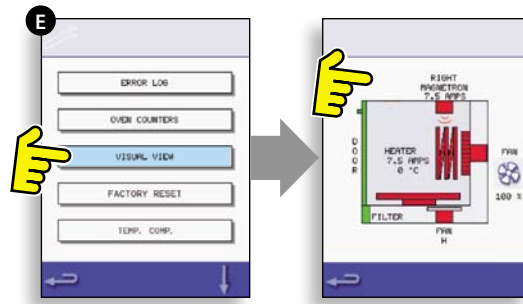 E
ERROR LOG
OVEN COUNTERS
VISUAL VIEW
FACTORY RESET
TEMP. COMP.
RIGHT
MAGNETRON
7.5 AMPS
DOOR
HEATER
7.5 AMPS
0 °C
FAN
100 %
FILTER
FAN
H